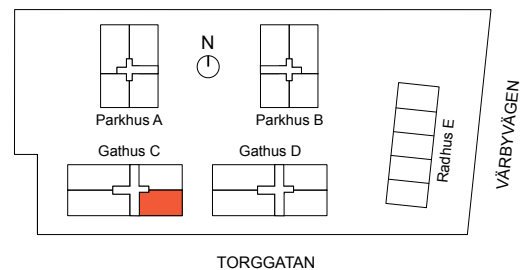 N
Parkhus A
Parkhus B
Gathus C
Gathus D
Radhus E
VÄRBYVÄGEN
TORGGATAN